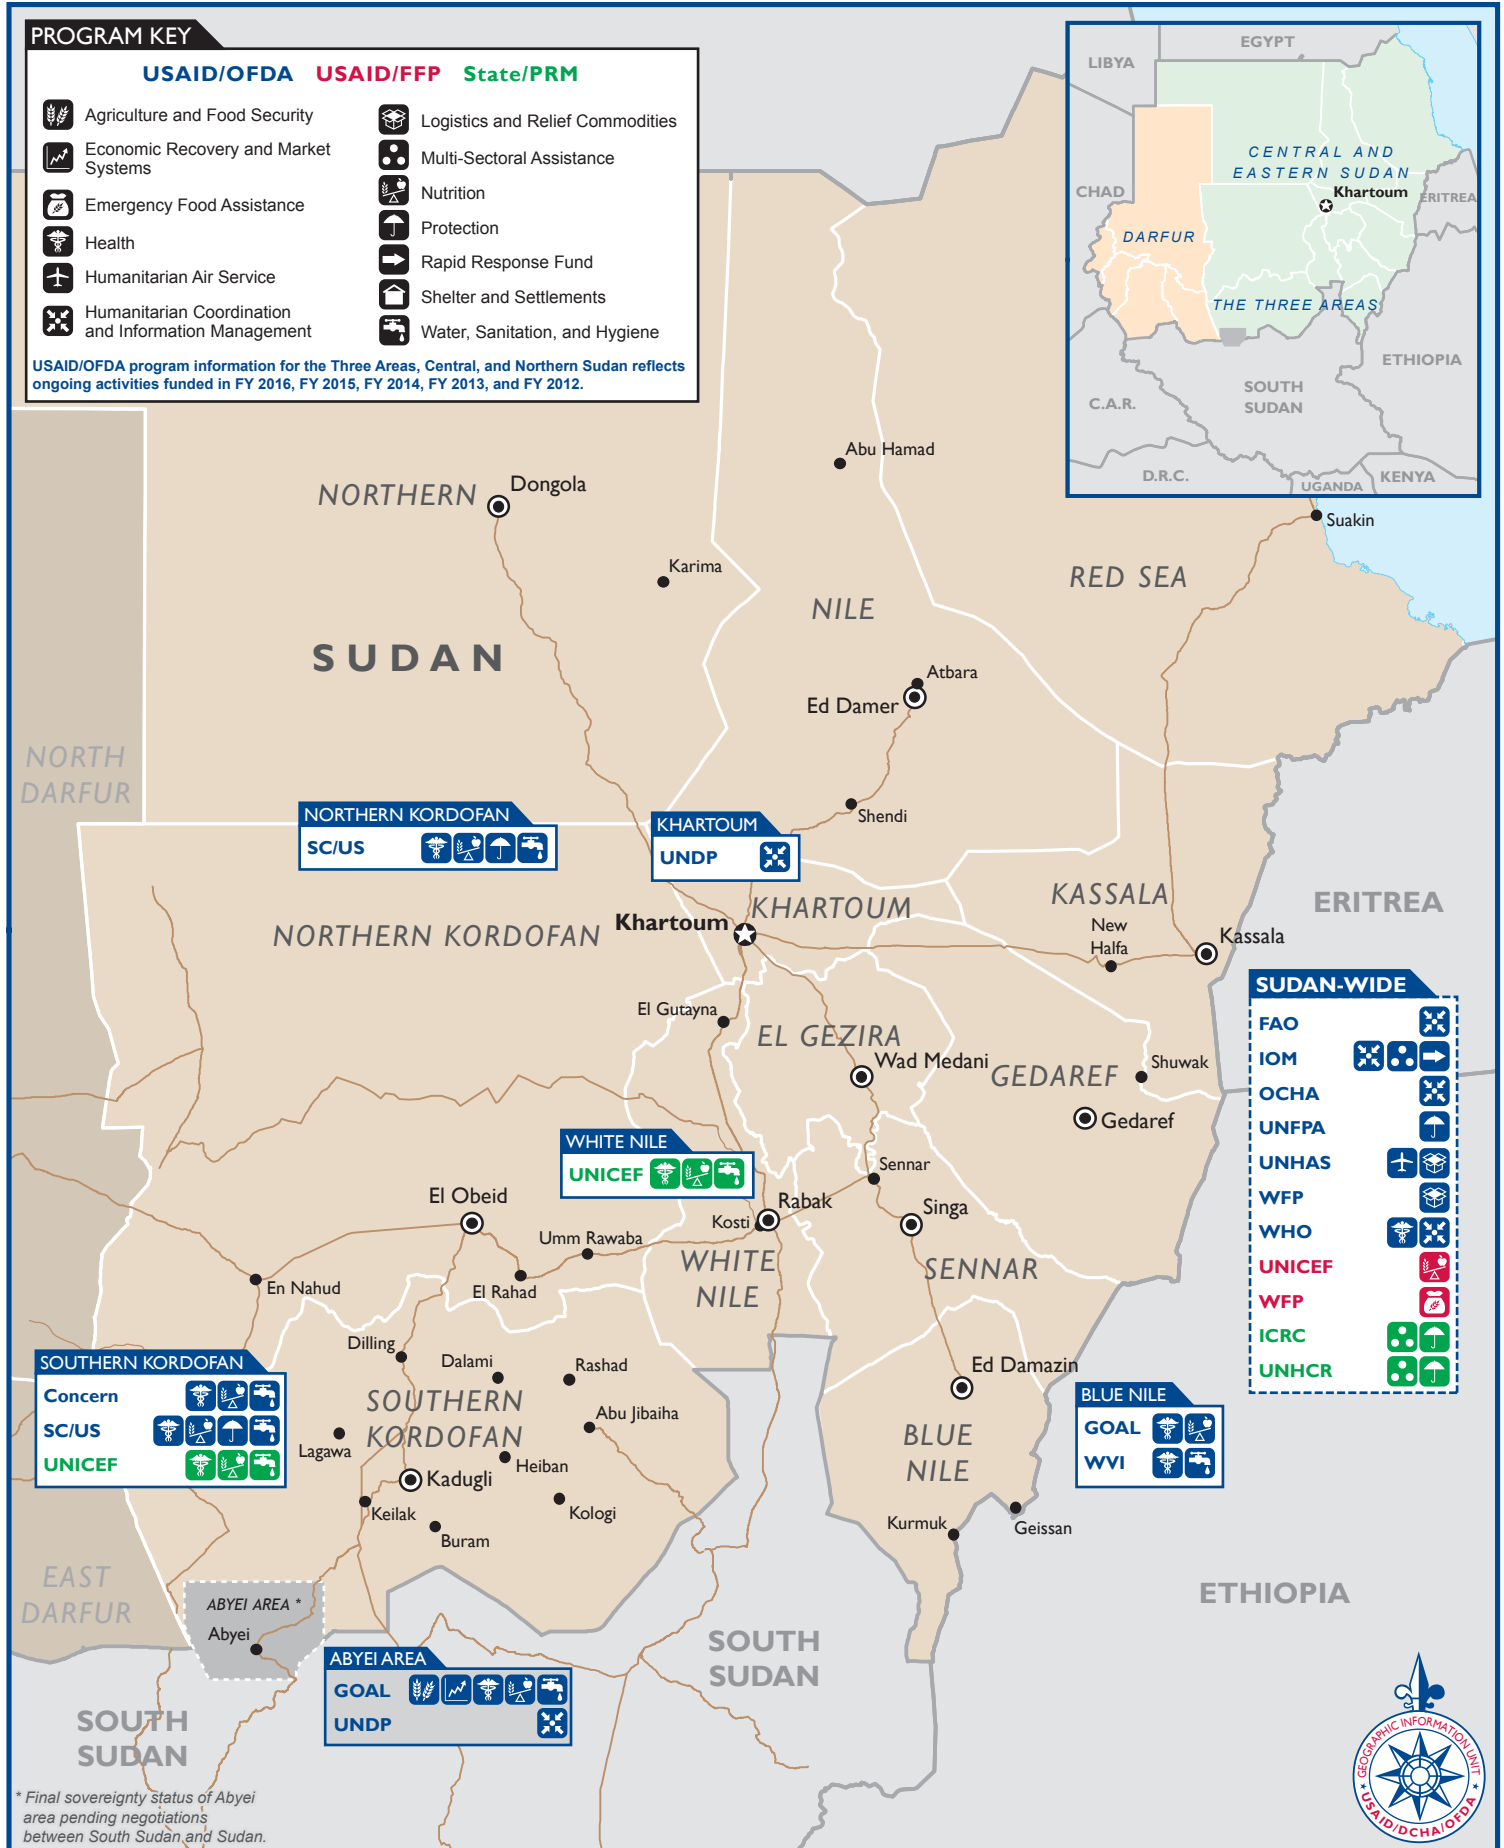 PROGRAM KEY
USAID/OFDA USAID/FFP State/PRM
Agriculture and Food Security
Economic Recovery and Market
Systems
Emergency Food Assistance
Health
Humanitarian Air Service
Humanitarian Coordination
and Information Management
Logistics and Relief Commodities
Multi-Sectoral Assistance
Nutrition
Protection
Rapid Response Fund
Shelter and Settlements
Water, Sanitation, and Hygiene
USAID/OFDA program information for the Three Areas, Central, and Northern Sudan reflects
ongoing activities funded in FY 2016, FY 2015, FY 2014, FY 2013, and FY 2012.
EGYPT
LIBYA
CENTRAL AND
EASTERN SUDAN
CHAD
Khartoum
ERITREA
DARFUR
THE THREE AREAS
ETHIOPIA
SOUTH
SUDAN
C.A.R.
D.R.C.
UGANDA
KENYA
Abu Hamad
NORTHERN
Dongola
Suakin
Karima
RED SEA
NILE
SUDAN
Atbara
Ed Damer
NORTH
DARFUR
Shendi
NORTHERN KORDOFAN
SC/US
KHARTOUM
UNDP
KASSALA
KHARTOUM
ERITREA
Khartoum
NORTHERN KORDOFAN
New
Halfa
Kassala
El Gutayna
EL GEZIRA
Wad Medani
GEDAREF
Shuwak
Gedaref
SUDAN-WIDE
FAO
IOM
OCHA
UNFPA
UNHAS
WFP
WHO
UNICEF
WFP
ICRC
UNHCR
WHITE NILE
UNICEF
Sennar
El Obeid
Rabak
Singa
Kosti
Umm Rawaba
WHITE
NILE
SENNAR
En Nahud
El Rahad
Dilling
Dalami
Rashad
Ed Damazin
SOUTHERN KORDOFAN
Concern
SC/US
UNICEF
SOUTHERN
KORDOFAN
Abu Jibaiha
Lagawa
Heiban
Kadugli
Keilak
Kologi
Buram
BLUE NILE
GOAL
WVI
BLUE
NILE
Kurmuk
Geissan
EAST
DARFUR
ABYEI AREA *
Abyei
ETHIOPIA
SOUTH
SUDAN
ABYEI AREA
GOAL
UNDP
SOUTH
SUDAN
* Final sovereignty status of Abyei
area pending negotiations
between South Sudan and Sudan.
GEOGRAPHIC INFORMATION UNIT
USAID/DCHA/OFDA